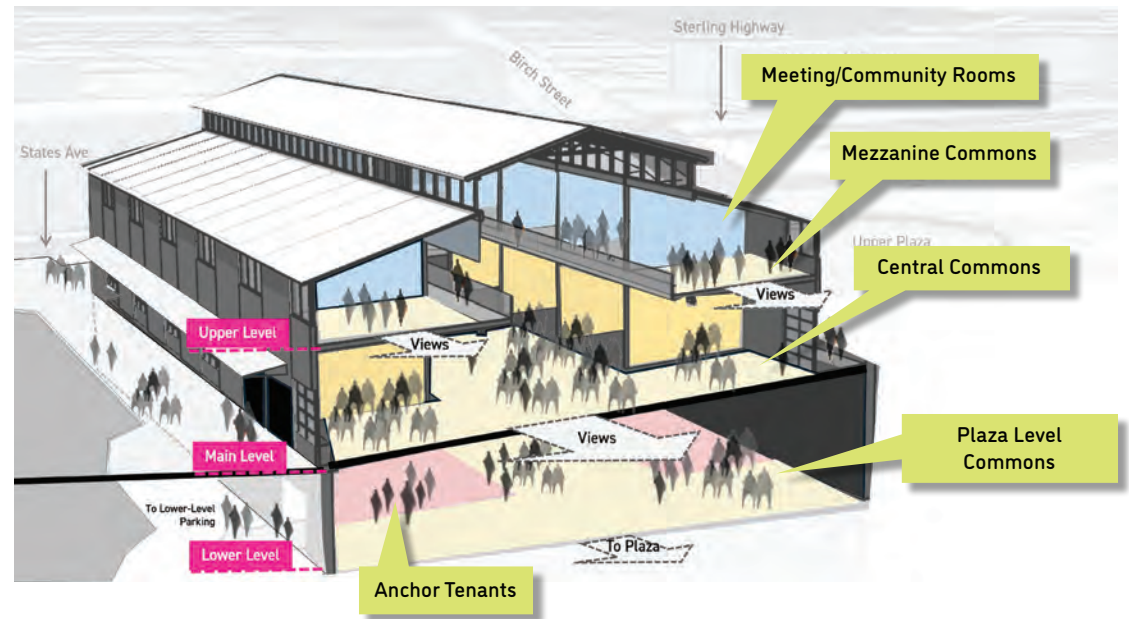 Sterling Highway
Birch Street
Meeting/Community Rooms
States Ave
Mezzanine Commons
Upper Plaza
Central Commons
Views
Upper Level
Views
Plaza Level
Commons
Views
Main Level
To Lower-Level
Parking
Lower Level
To Plaza
Anchor Tenants